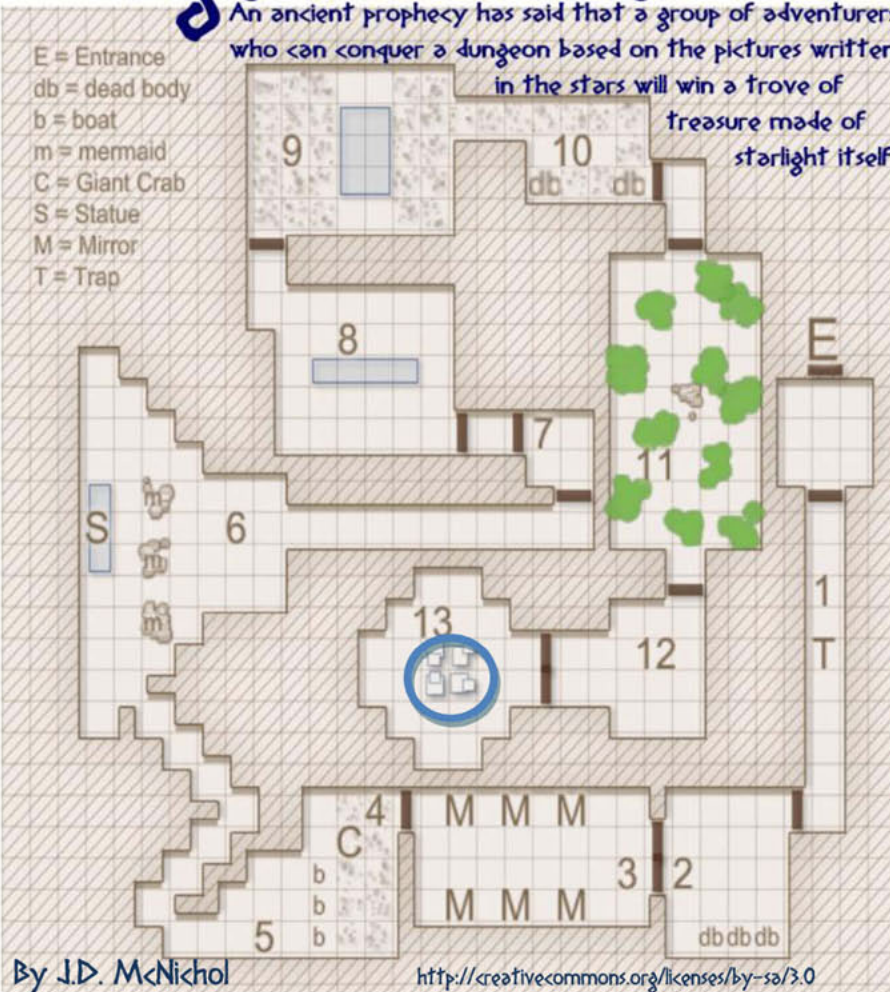 An ancient prophecy has said that a group of adventurer
who can conquer a dungeon based on the pictures written
in the stars will win a trove of
treasure made of
starlight itself
E = Entrance
db = dead body
b = boat
m = mermaid
C = Giant Crab
S = Statue
M = Mirror
T = Trap
9
10
db db
8
E
7
11
S
m
6
m
m
1
13
12
T
4
M M M
C
b
3
2
b
M M M
5
b
db db db
By J.D. McNichol
http://creativecommons.org/licenses/by-sa/3.0